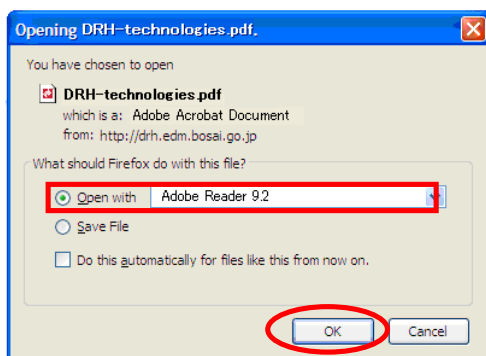 Opening DRH-technologies.pdf.
You have chosen to open
DRH-technologies.pdf
which is a: Adobe Acrobat Document
from: http://drh.edm.bosai.go.jp
What should Firefox do with this file?
Open with Adobe Reader 9.2
Save File
Do this automatically for files like this from now on.
OK Cancel